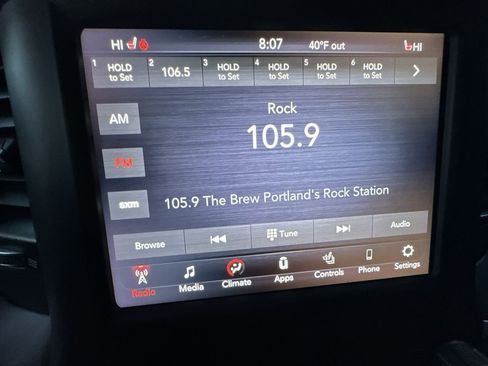 HI 8:07 40°F out HI
1 HOLD to Set 2 106.5 3 HOLD to Set 4 HOLD to Set 5 HOLD to Set 6 HOLD to Set
Rock
AM
105.9
FM
sxm 105.9 The Brew Portland's Rock Station
Browse Tune Audio
Radio Media Climate Apps Controls Phone Settings